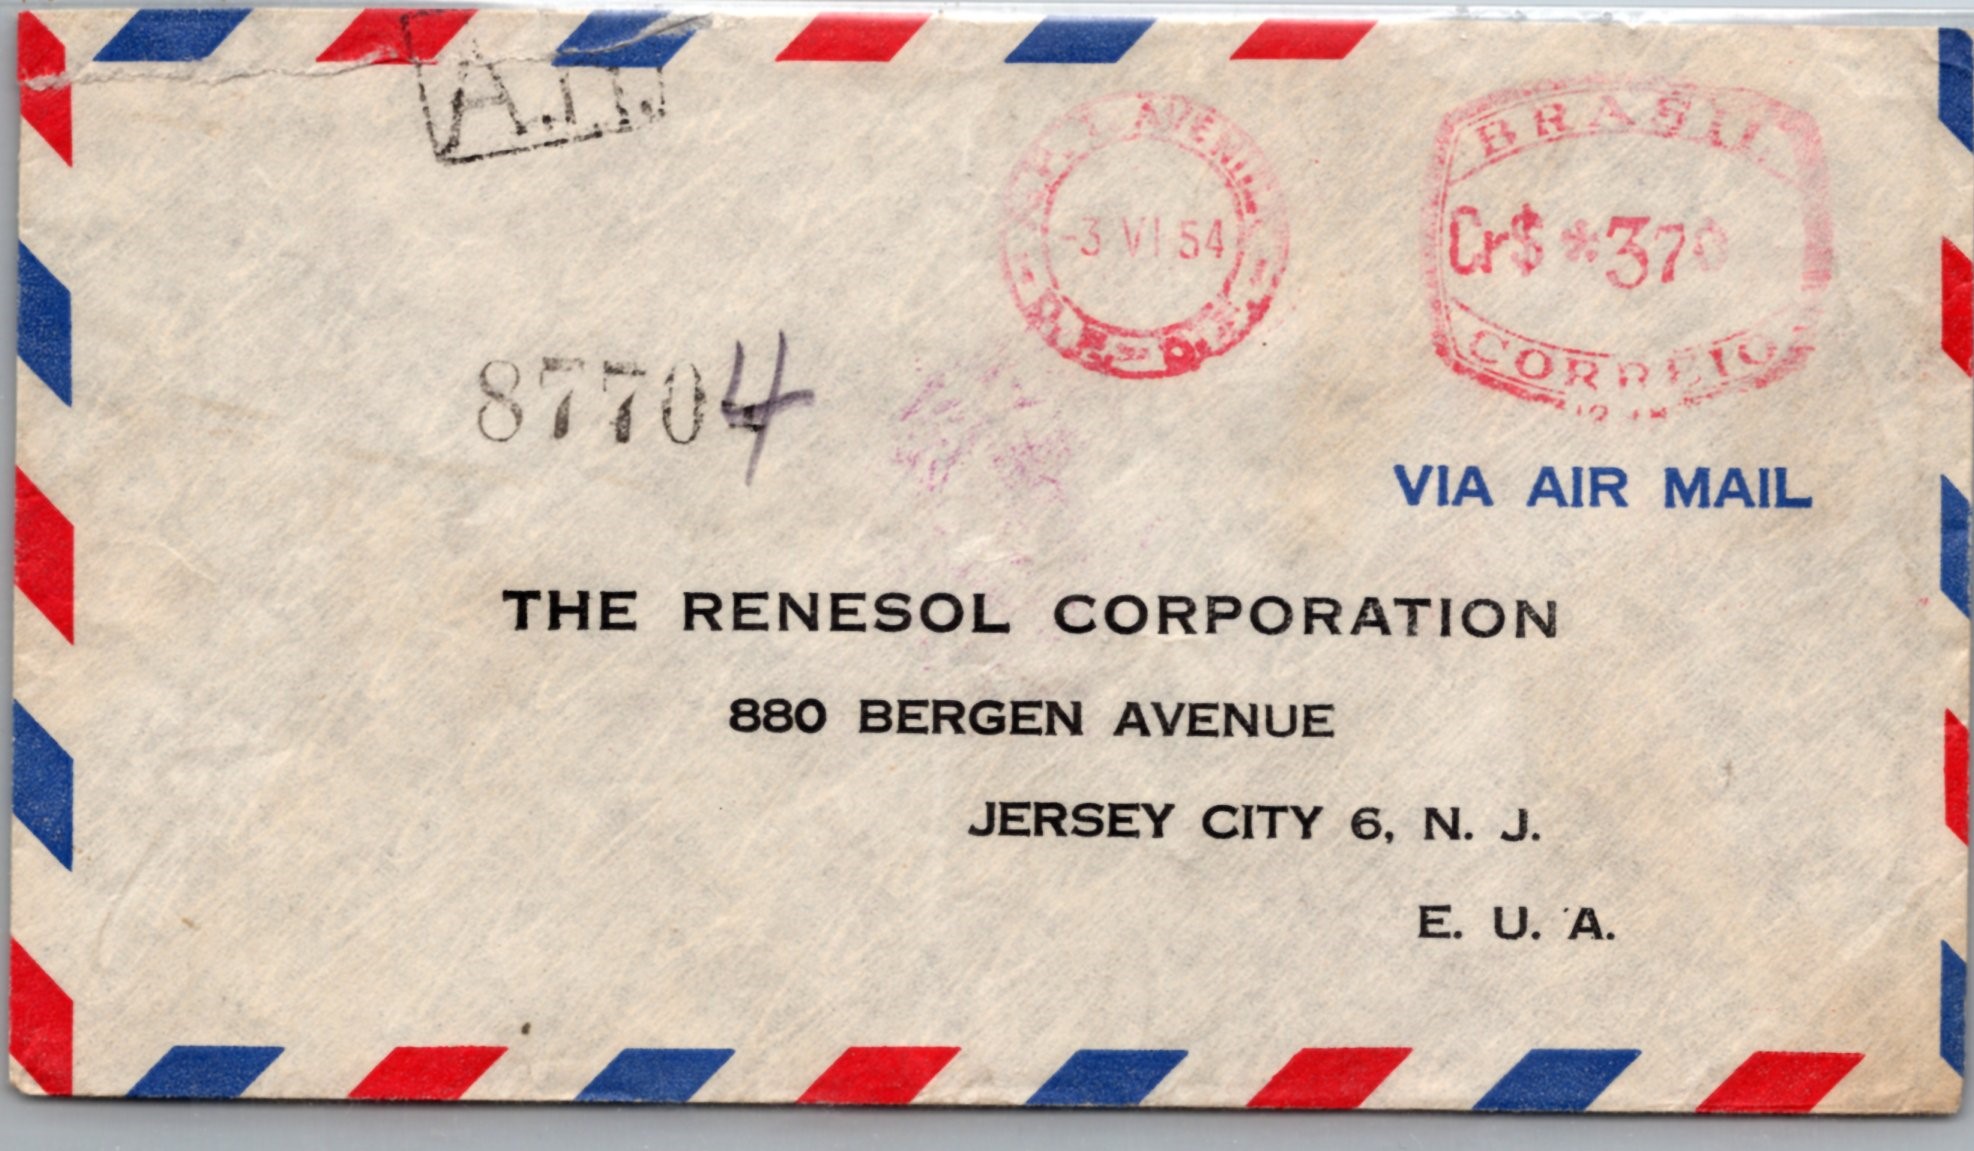 AVENI
-3 VI 54
BRASIL
Cr$ *370
CORREIO
87704
VIA AIR MAIL
THE RENESOL CORPORATION
880 BERGEN AVENUE
JERSEY CITY 6, N. J.
E. U. A.